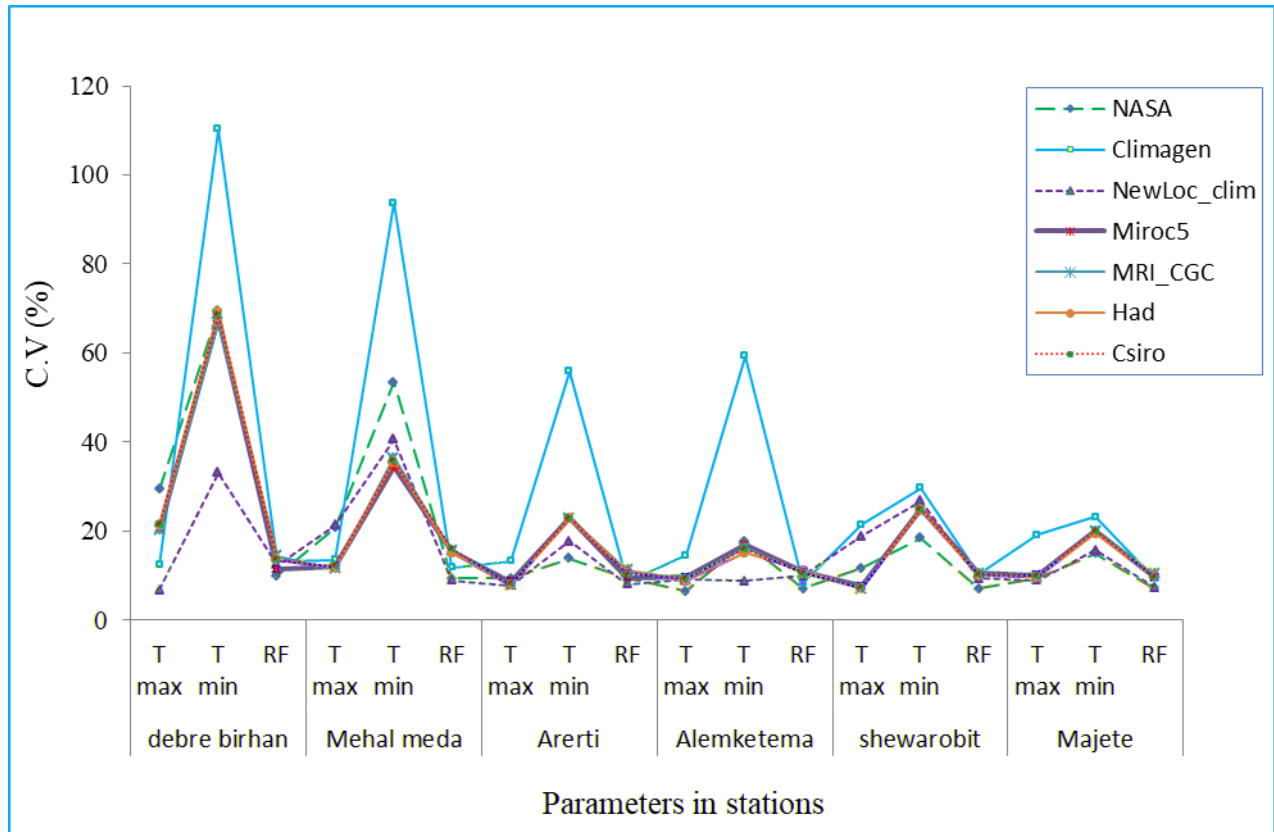 C.V (%)
120
100
80
60
40
20
0
NASA
Climagen
NewLoc_clim
Miroc5
MRI_CGC
Had
Csiro
T max T min RF T max T min RF T max T min RF T max T min RF T max T min RF T max T min RF
debre birhan Mehal meda Arerti Alemketema shewarobit Majete
Parameters in stations